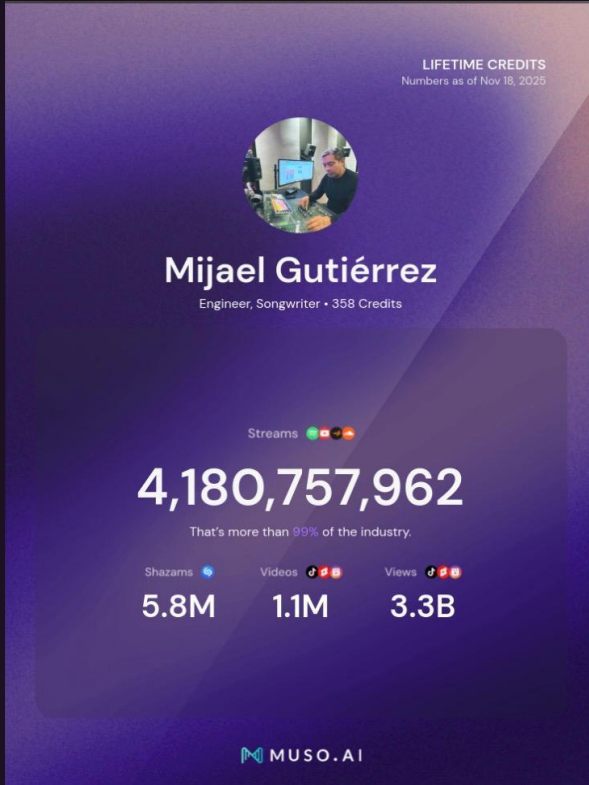 LIFETIME CREDITS
Numbers as of Nov 18, 2025
Mijael Gutiérrez
Engineer, Songwriter • 358 Credits
Streams
4,180,757,962
That's more than 99% of the industry.
Shazams Videos Views
5.8M 1.1M 3.3B
MUSO.AI